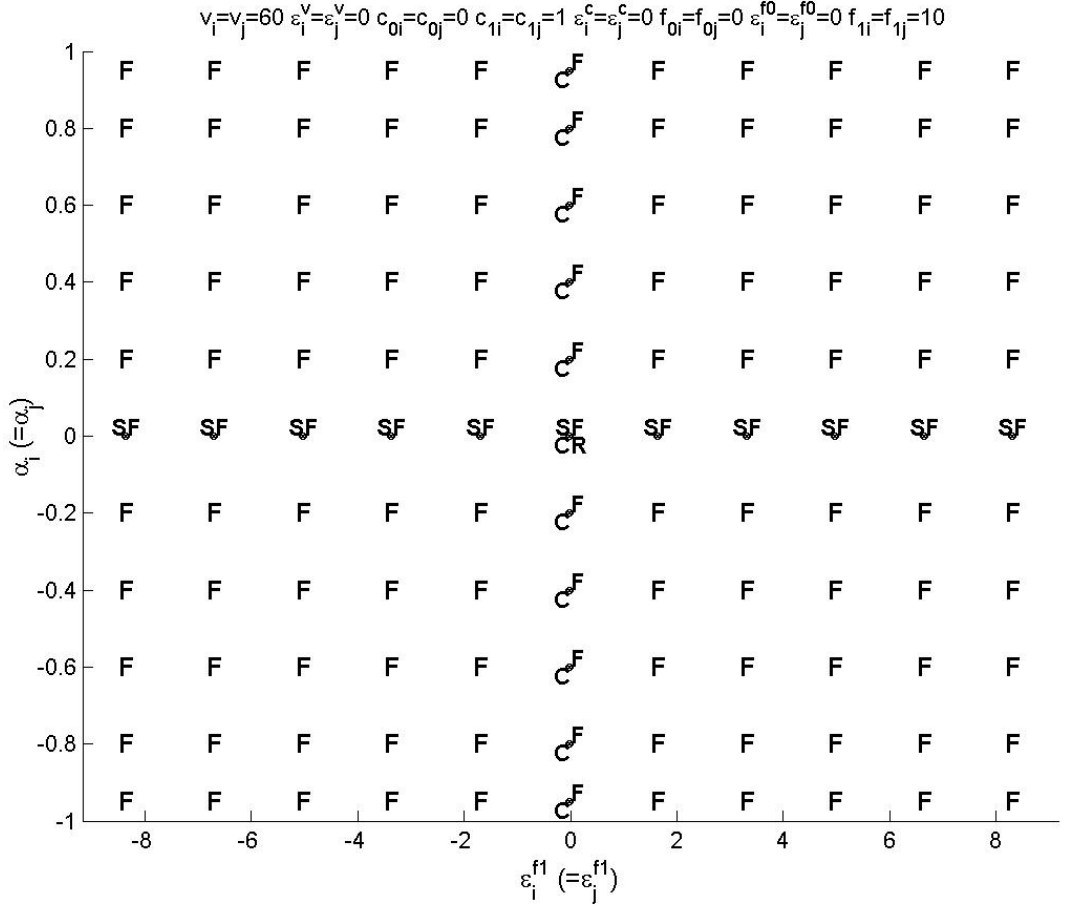 v_i=v_j=60 ε_i^v=ε_j^v=0 c_0i=c_0j=0 c_1i=c_1j=1 ε_i^c=ε_j^c=0 f_0i=f_0j=0 ε_i^f0=ε_j^f0=0 f_1i=f_1j=10
1 F F F F F C F F F F F F
0.8 F F F F F C F F F F F F
0.6 F F F F F C F F F F F F
0.4 F F F F F C F F F F F F
0.2 F F F F F C F F F F F F
0 SF SF SF SF SF SF SF SF SF SF SF
CR
-0.2 F F F F F C F F F F F F
-0.4 F F F F F C F F F F F F
-0.6 F F F F F C F F F F F F
-0.8 F F F F F C F F F F F F
F F F F F C F F F F F F
-1
-8 -6 -4 -2 0 2 4 6 8
α_i (=α_j)
ε_i^f1 (=ε_j^f1)